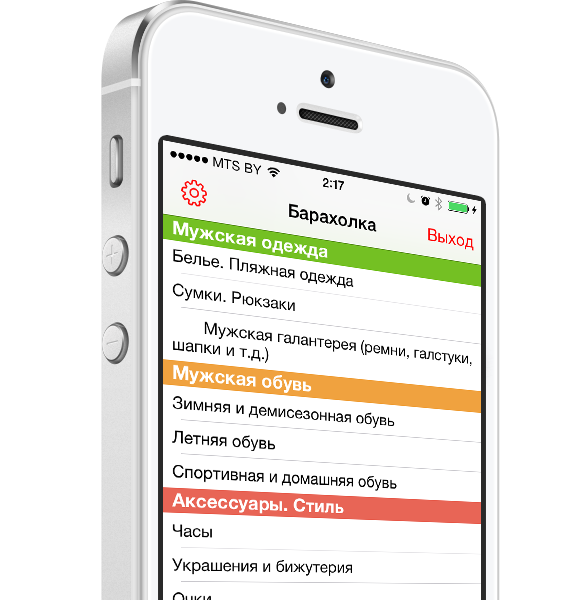 MTS BY
2:17
Барахолка
Выход
Мужская одежда
Белье. Пляжная одежда
Сумки. Рюкзаки
Мужская галантерея (ремни, галстуки,
шапки и т.д.)
Мужская обувь
Зимняя и демисезонная обувь
Летняя обувь
Спортивная и домашняя обувь
Аксессуары. Стиль
Часы
Украшения и бижутерия
Очки